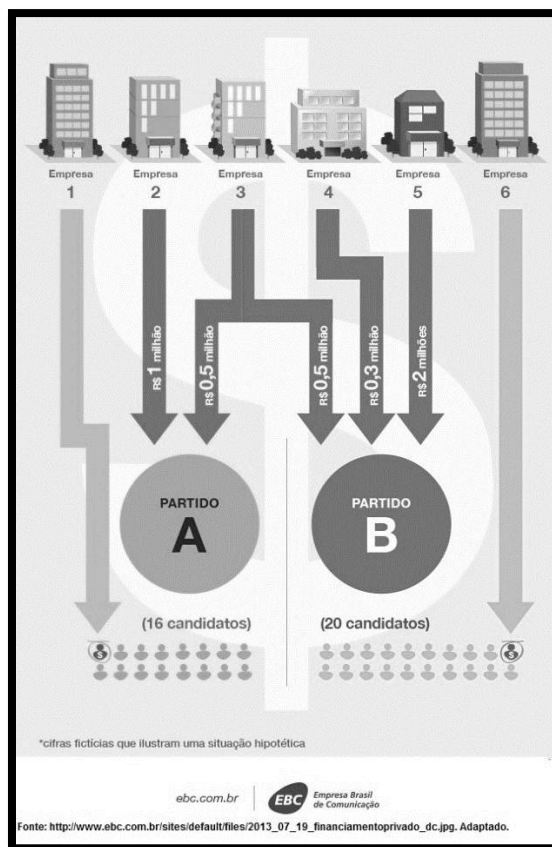 Empresa
1
Empresa
2
Empresa
3
Empresa
4
Empresa
5
Empresa
6
R$ 1 milhão
R$ 0,5 milhão
R$ 0,5 milhão
R$ 0,3 milhão
R$ 2 milhões
PARTIDO
A
PARTIDO
B
(16 candidatos)
(20 candidatos)
$
$
*cifras fictícias que ilustram uma situação hipotética
ebc.com.br
EBC
Empresa Brasil
de Comunicação
Fonte: http://www.ebc.com.br/sites/default/files/2013_07_19_financiamentoprivado_dc.jpg. Adaptado.